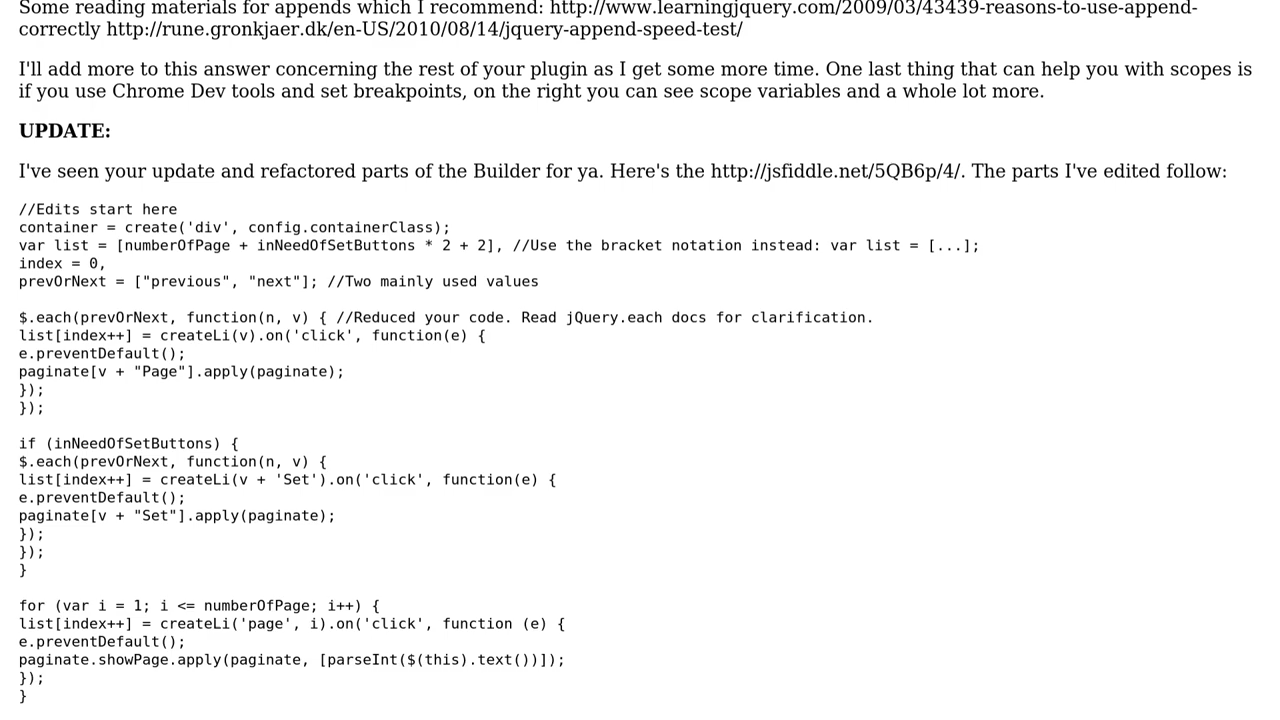 Some reading materials for appends which I recommend: http://www.learningjquery.com/2009/03/43439-reasons-to-use-append-
correctly http://rune.gronkjaer.dk/en-US/2010/08/14/jquery-append-speed-test/
I'll add more to this answer concerning the rest of your plugin as I get some more time. One last thing that can help you with scopes is
if you use Chrome Dev tools and set breakpoints, on the right you can see scope variables and a whole lot more.
UPDATE:
I've seen your update and refactored parts of the Builder for ya. Here's the http://jsfiddle.net/5QB6p/4/. The parts I've edited follow:
//Edits start here
container = create('div', config.containerClass);
var list = [numberOfPage + inNeedOfSetButtons * 2 + 2], //Use the bracket notation instead: var list = [...];
index = 0,
prevOrNext = ["previous", "next"]; //Two mainly used values
$.each(prevOrNext, function(n, v) { //Reduced your code. Read jQuery.each docs for clarification.
list[index++] = createLi(v).on('click', function(e) {
e.preventDefault();
paginate[v + "Page"].apply(paginate);
});
});
if (inNeedOfSetButtons) {
$.each(prevOrNext, function(n, v) {
list[index++] = createLi(v + 'Set').on('click', function(e) {
e.preventDefault();
paginate[v + "Set"].apply(paginate);
});
});
}
for (var i = 1; i <= numberOfPage; i++) {
list[index++] = createLi('page', i).on('click', function (e) {
e.preventDefault();
paginate.showPage.apply(paginate, [parseInt($(this).text())]);
});
}